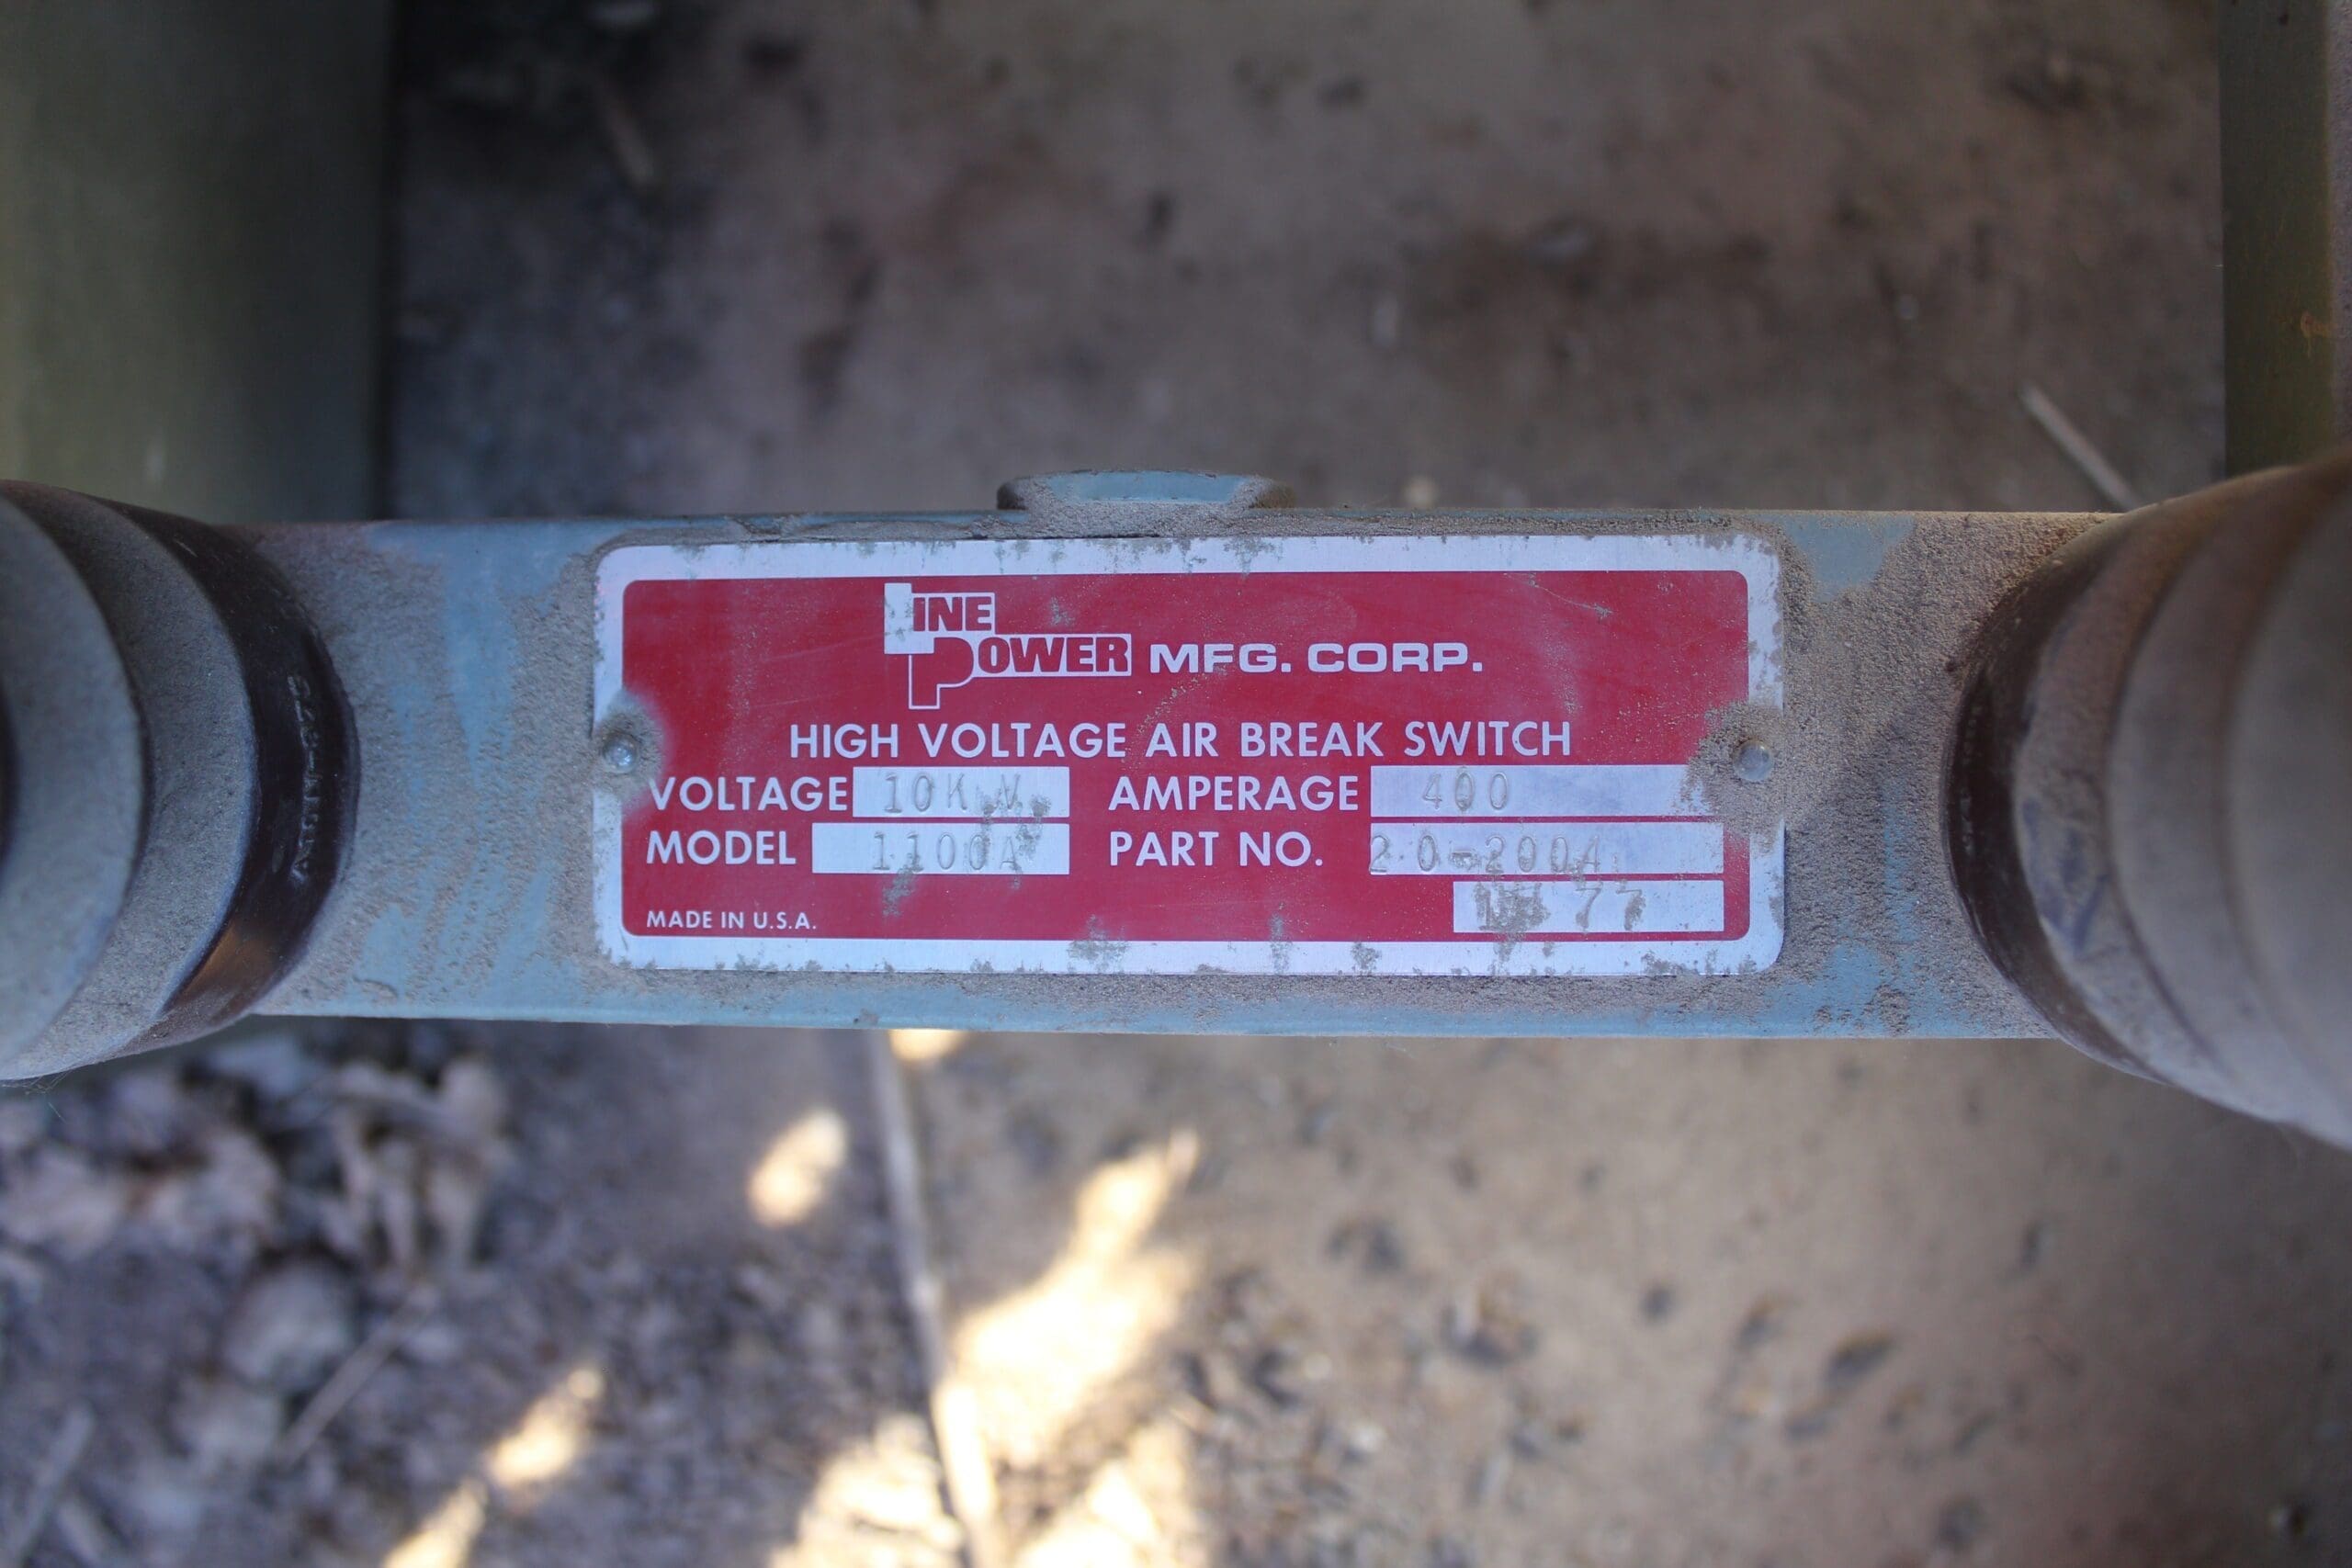 LINE
POWER MFG. CORP.
HIGH VOLTAGE AIR BREAK SWITCH
VOLTAGE 10K AMPERAGE 400
MODEL 1100A PART NO. 20-2004
77
MADE IN U.S.A.